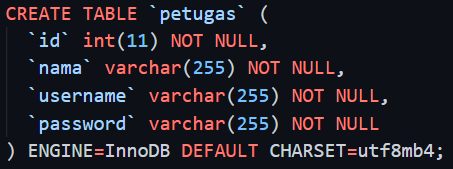 CREATE TABLE `petugas` (
  `id` int(11) NOT NULL,
  `nama` varchar(255) NOT NULL,
  `username` varchar(255) NOT NULL,
  `password` varchar(255) NOT NULL
) ENGINE=InnoDB DEFAULT CHARSET=utf8mb4;